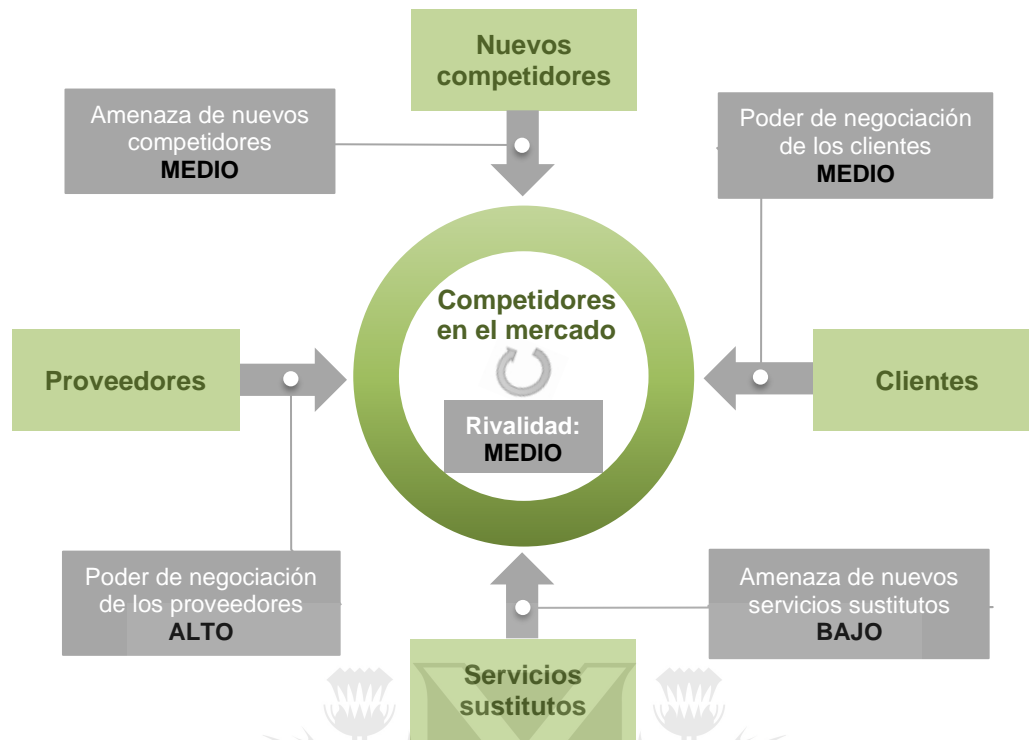 Nuevos
competidores
Amenaza de nuevos
competidores
MEDIO
Poder de negociación
de los clientes
MEDIO
Competidores
en el mercado
Rivalidad:
MEDIO
Proveedores
Clientes
Poder de negociación
de los proveedores
ALTO
Amenaza de nuevos
servicios sustitutos
BAJO
Servicios
sustitutos